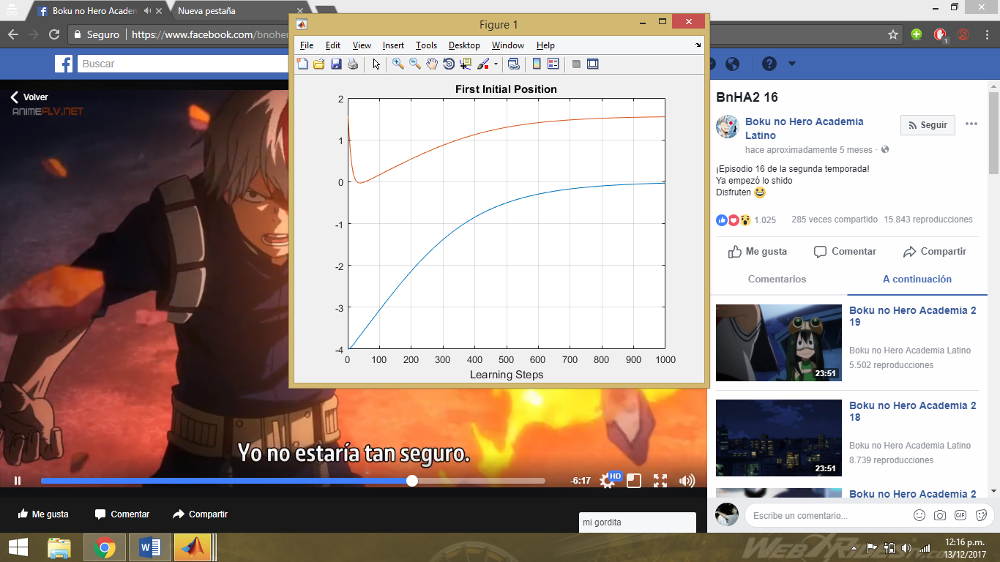 Boku no Hero Academ
Nueva pestaña
Seguro
https://www.facebook.com/bnoher
1
Buscar
Volver
ANIMEFLV.NET
Figure 1
File Edit View Insert Tools Desktop Window Help
First Initial Position
2
1
0
-1
-2
-3
-4
0 100 200 300 400 500 600 700 800 900 1000
Learning Steps
Yo no estaría tan seguro.
-6:17
HD
Me gusta Comentar Compartir
mi gordita
BnHA2 16
Boku no Hero Academia
Latino
Seguir
hace aproximadamente 5 meses ·
¡Episodio 16 de la segunda temporada!
Ya empezó lo shido
Disfruten
1.025 285 veces compartido 15.843 reproducciones
Me gusta Comentar Compartir
Comentarios A continuación
Boku no Hero Academia 2
19
Boku no Hero Academia Latino
5.502 reproducciones
23:51
Boku no Hero Academia 2
18
Boku no Hero Academia Latino
8.739 reproducciones
23:51
Boku no Hero Academia 2
Escribe un comentario...
GIF
12:16 p.m.
13/12/2017